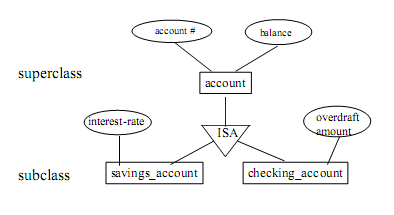 account #
balance
superclass
account
interest-rate
ISA
overdraft
amount
subclass
savings_account
checking_account